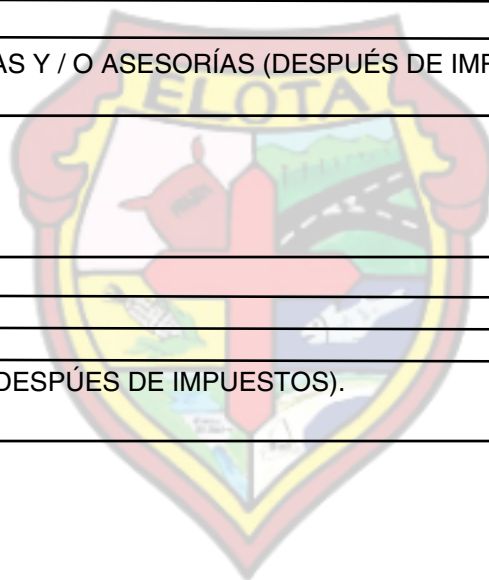 AS Y / O ASESORÍAS (DESPUÉS DE IMP
ELOTA
DESPÚES DE IMPUESTOS).